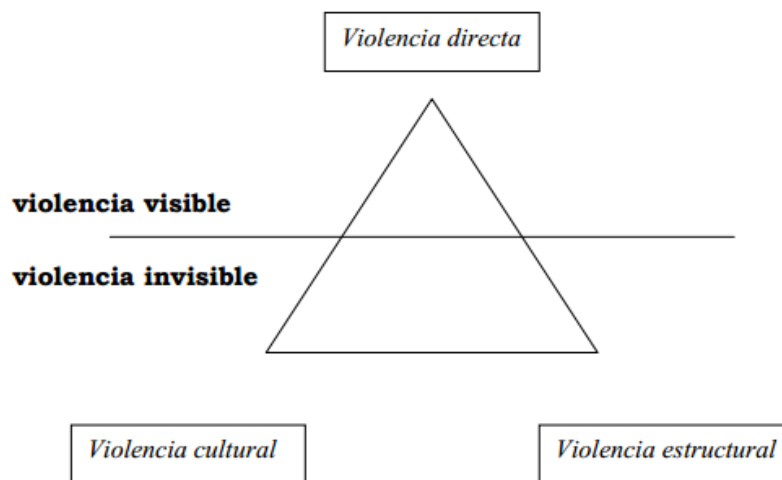 Violencia directa
violencia visible
violencia invisible
Violencia cultural
Violencia estructural